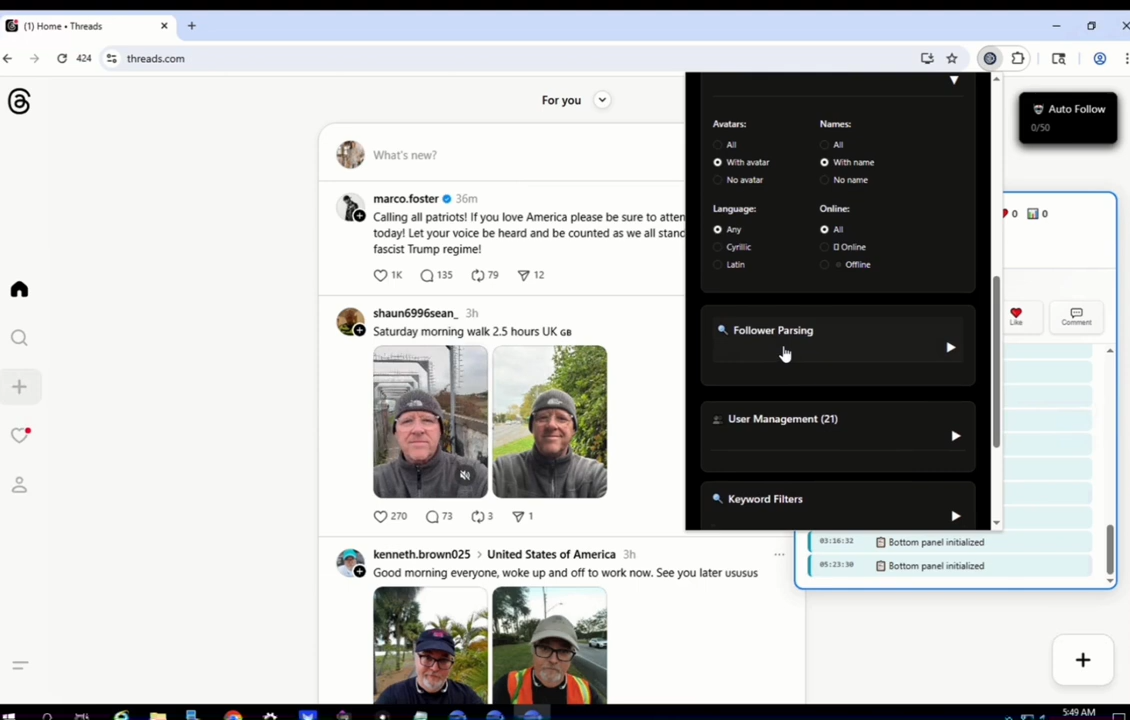 (1) Home • Threads
424
threads.com
For you
What's new?
marco.foster 36m
Calling all patriots! If you love America please be sure to atten
today! Let your voice be heard and be counted as we all stand
fascist Trump regime!
1K 135 79 12
shaun6996sean_ 3h
Saturday morning walk 2.5 hours UK GB
270 73 3 1
kenneth.brown025 > United States of America 3h
Good morning everyone, woke up and off to work now. See you later ususus
Avatars:
All
With avatar
No avatar
Names:
All
With name
No name
Language:
Any
Cyrillic
Latin
Online:
All
Online
Offline
Follower Parsing
User Management (21)
Keyword Filters
Auto Follow
0/50
0 0
Like
Comment
03:16:32 Bottom panel initialized
05:23:30 Bottom panel initialized
5:49 AM